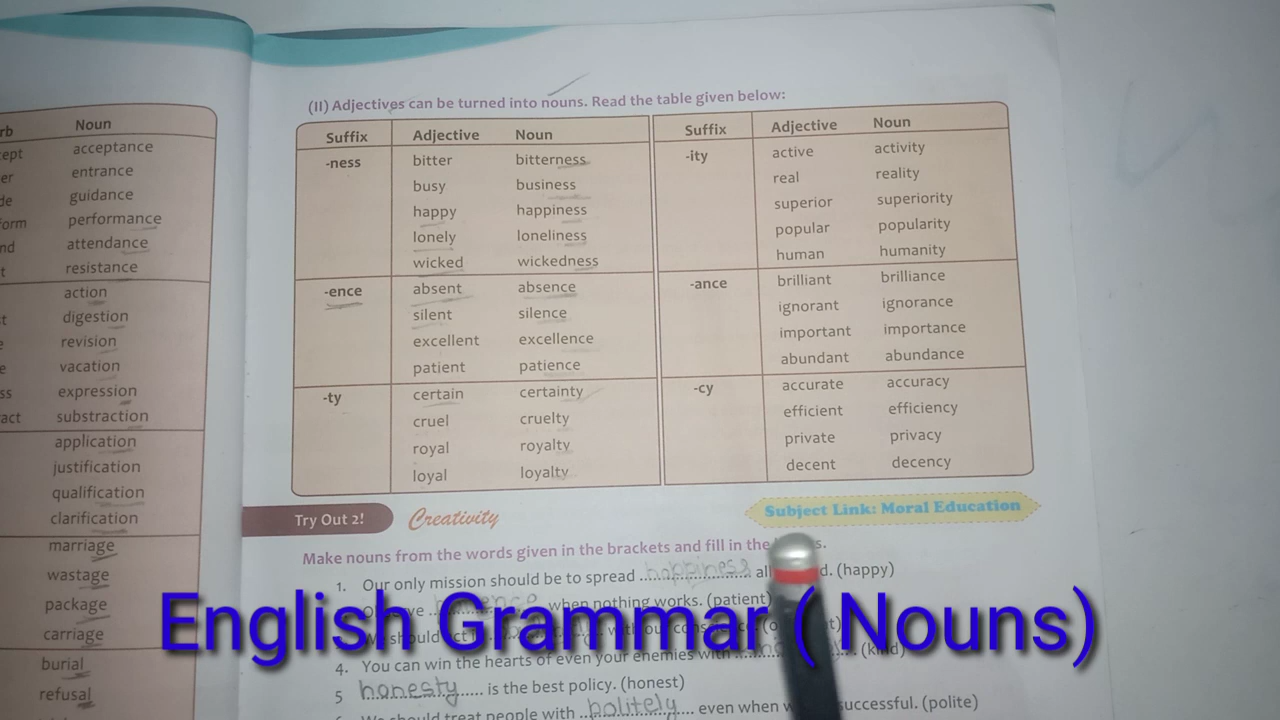 rb Noun
ept acceptance
er entrance
de guidance
form performance
nd attendance
t resistance
action
st digestion
e revision
e vacation
ss expression
act substraction
application
justification
qualification
clarification
marriage
wastage
package
carriage
burial
refusal
(II) Adjectives can be turned into nouns. Read the table given below:
Suffix Adjective Noun Suffix Adjective Noun
-ness bitter bitterness -ity active activity
busy business real reality
happy happiness superior superiority
lonely loneliness popular popularity
wicked wickedness human humanity
-ence absent absence -ance brilliant brilliance
silent silence ignorant ignorance
excellent excellence important importance
patient patience abundant abundance
-ty certain certainty -cy accurate accuracy
cruel cruelty efficient efficiency
royal royalty private privacy
loyal loyalty decent decency
Try Out 2! Creativity Subject Link: Moral Education
Make nouns from the words given in the brackets and fill in the
1. Our only mission should be to spread happiness all (happy)
when nothing works. (patient)
English Grammar ( Nouns)
4. You can win the hearts of even your enemies with (kind)
5 honesty is the best policy. (honest)
We should treat people with politely even when successful. (polite)